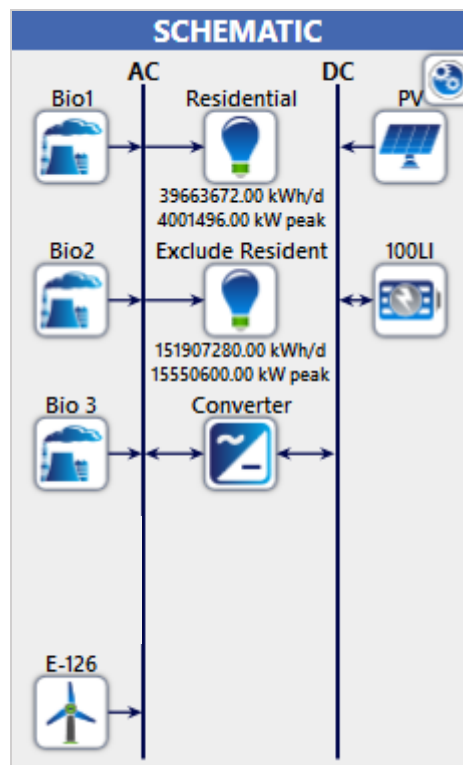 SCHEMATIC
AC DC
Bio1 Residential PV
39663672.00 kWh/d
4001496.00 kW peak
Bio2 Exclude Resident 100LI
151907280.00 kWh/d
15550600.00 kW peak
Bio 3 Converter
E-126